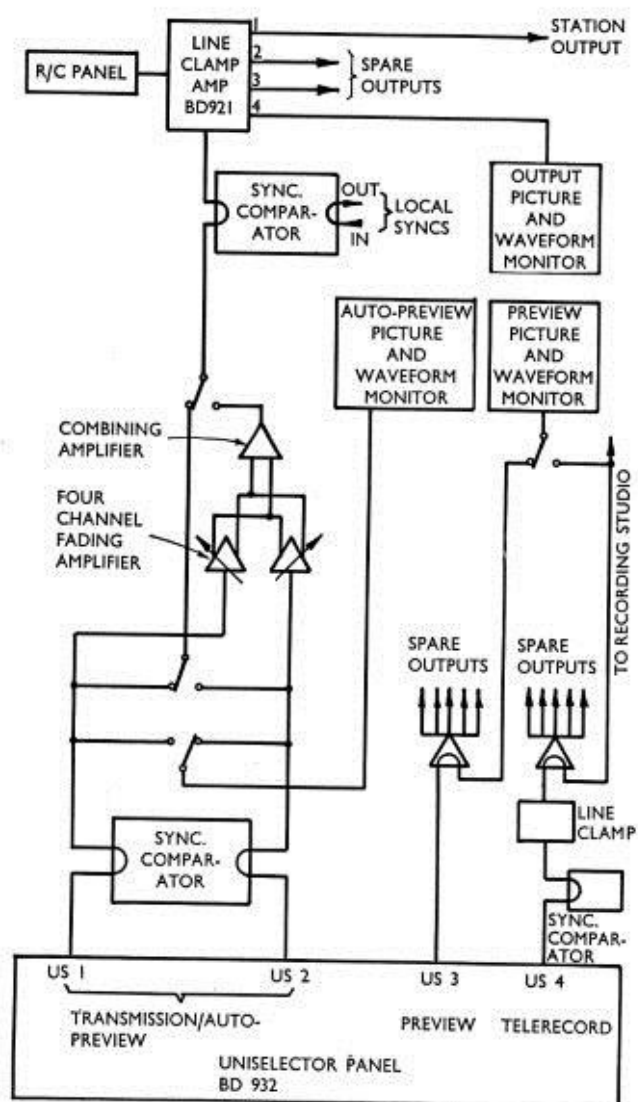 1
STATION
OUTPUT
LINE
CLAMP
AMP
BD921
R/C PANEL
2
3
4
SPARE
OUTPUTS
OUTPUT
PICTURE
AND
WAVEFORM
MONITOR
SYNC.
COMPAR-
ATOR
OUT
IN
LOCAL
SYNCS
AUTO-PREVIEW
PICTURE
AND
WAVEFORM
MONITOR
PREVIEW
PICTURE AND
WAVEFORM
MONITOR
COMBINING
AMPLIFIER
FOUR
CHANNEL
FADING
AMPLIFIER
TO RECORDING STUDIO
SPARE
OUTPUTS
SPARE
OUTPUTS
LINE
CLAMP
SYNC.
COMPAR-
ATOR
SYNC.
COMPAR-
ATOR
US 1
US 2
US 3
US 4
TRANSMISSION/AUTO-
PREVIEW
PREVIEW
TELERECORD
UNISELECTOR PANEL
BD 932